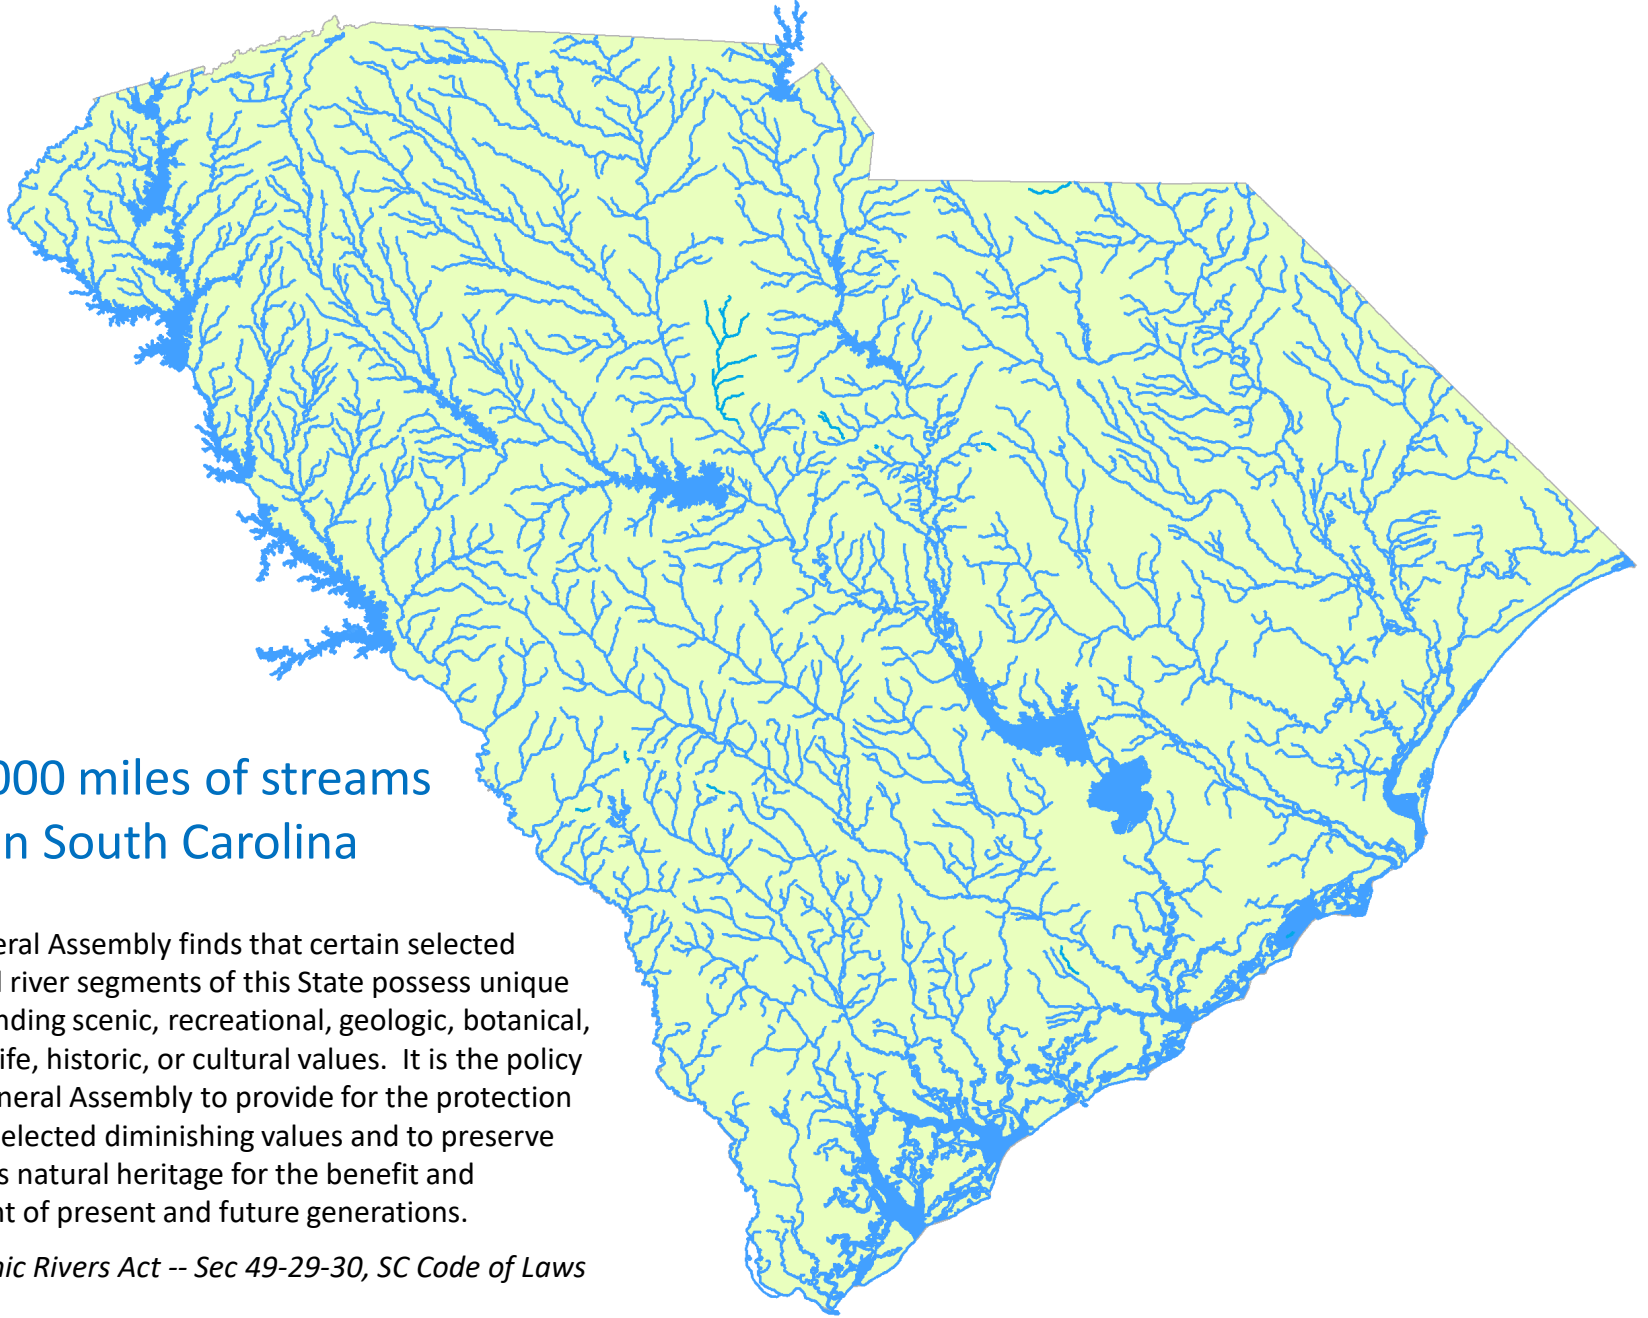 000 miles of streams
n South Carolina
eral Assembly finds that certain selected
river segments of this State possess unique
nding scenic, recreational, geologic, botanical,
ife, historic, or cultural values.  It is the policy
neral Assembly to provide for the protection
elected diminishing values and to preserve
s natural heritage for the benefit and
nt of present and future generations.
nic Rivers Act -- Sec 49-29-30, SC Code of Laws